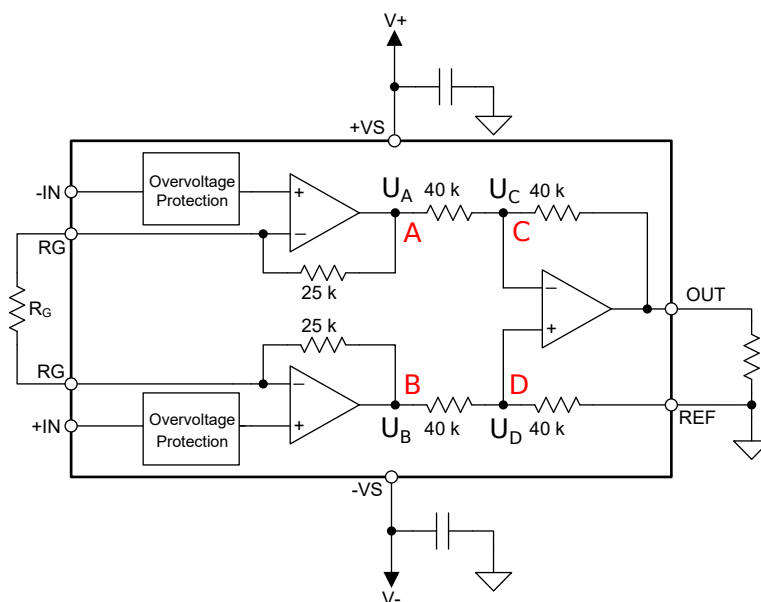 V+
+VS
-IN
Overvoltage
Protection
+
−
U_A
40 k
U_C
40 k
A
C
RG
25 k
R_G
−
+
OUT
25 k
RG
−
+
B
D
+IN
Overvoltage
Protection
U_B
40 k
U_D
40 k
REF
-VS
V-